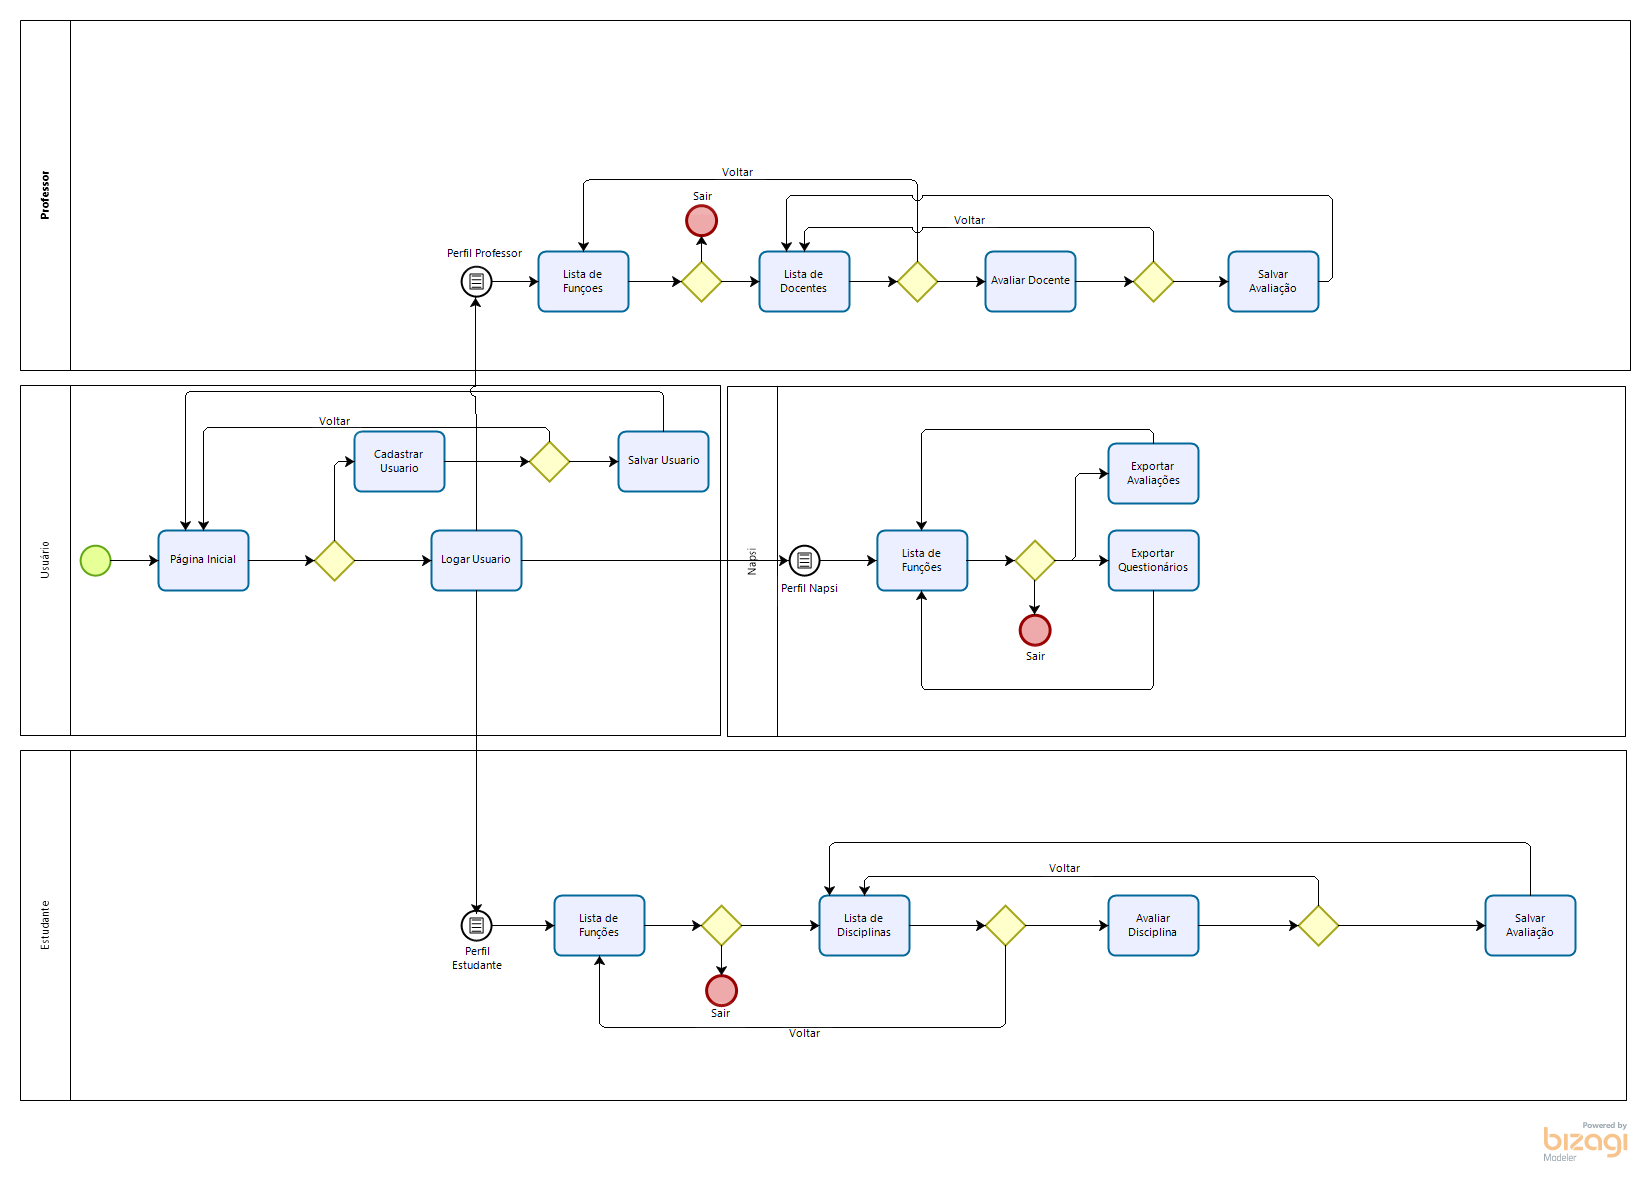 Professor
Voltar
Sair
Voltar
Perfil Professor
Lista de
Funçoes
Lista de
Docentes
Avaliar Docente
Salvar
Avaliação
Usuário
Voltar
Cadastrar
Usuario
Salvar Usuario
Página Inicial
Logar Usuario
Napsi
Perfil Napsi
Lista de
Funções
Exportar
Avaliações
Exportar
Questionários
Sair
Estudante
Voltar
Perfil
Estudante
Lista de
Funções
Lista de
Disciplinas
Avaliar
Disciplina
Salvar
Avaliação
Sair
Voltar
Powered by
bizagi
Modeler